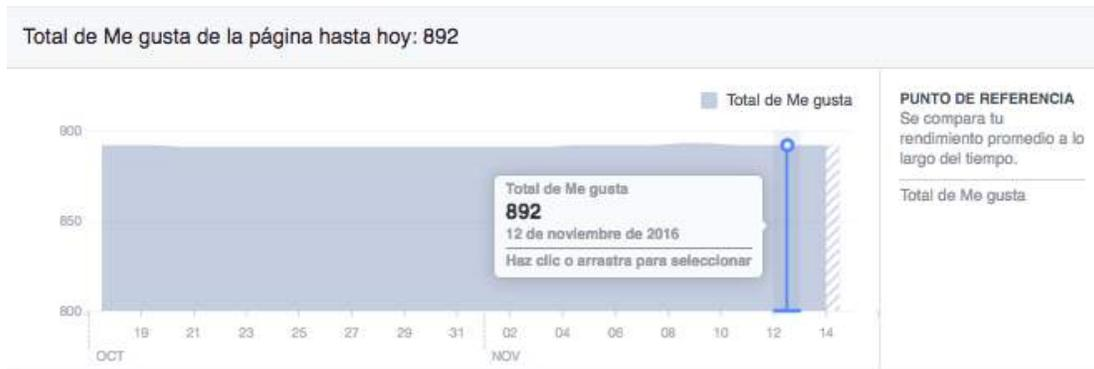 Total de Me gusta de la página hasta hoy: 892
Total de Me gusta
PUNTO DE REFERENCIA
Se compara tu
rendimiento promedio a lo
largo del tiempo.
Total de Me gusta
900
850
800
Total de Me gusta
892
12 de noviembre de 2016
Haz clic o arrastra para seleccionar
19 21 23 25 27 29 31 02 04 06 08 10 12 14
OCT NOV